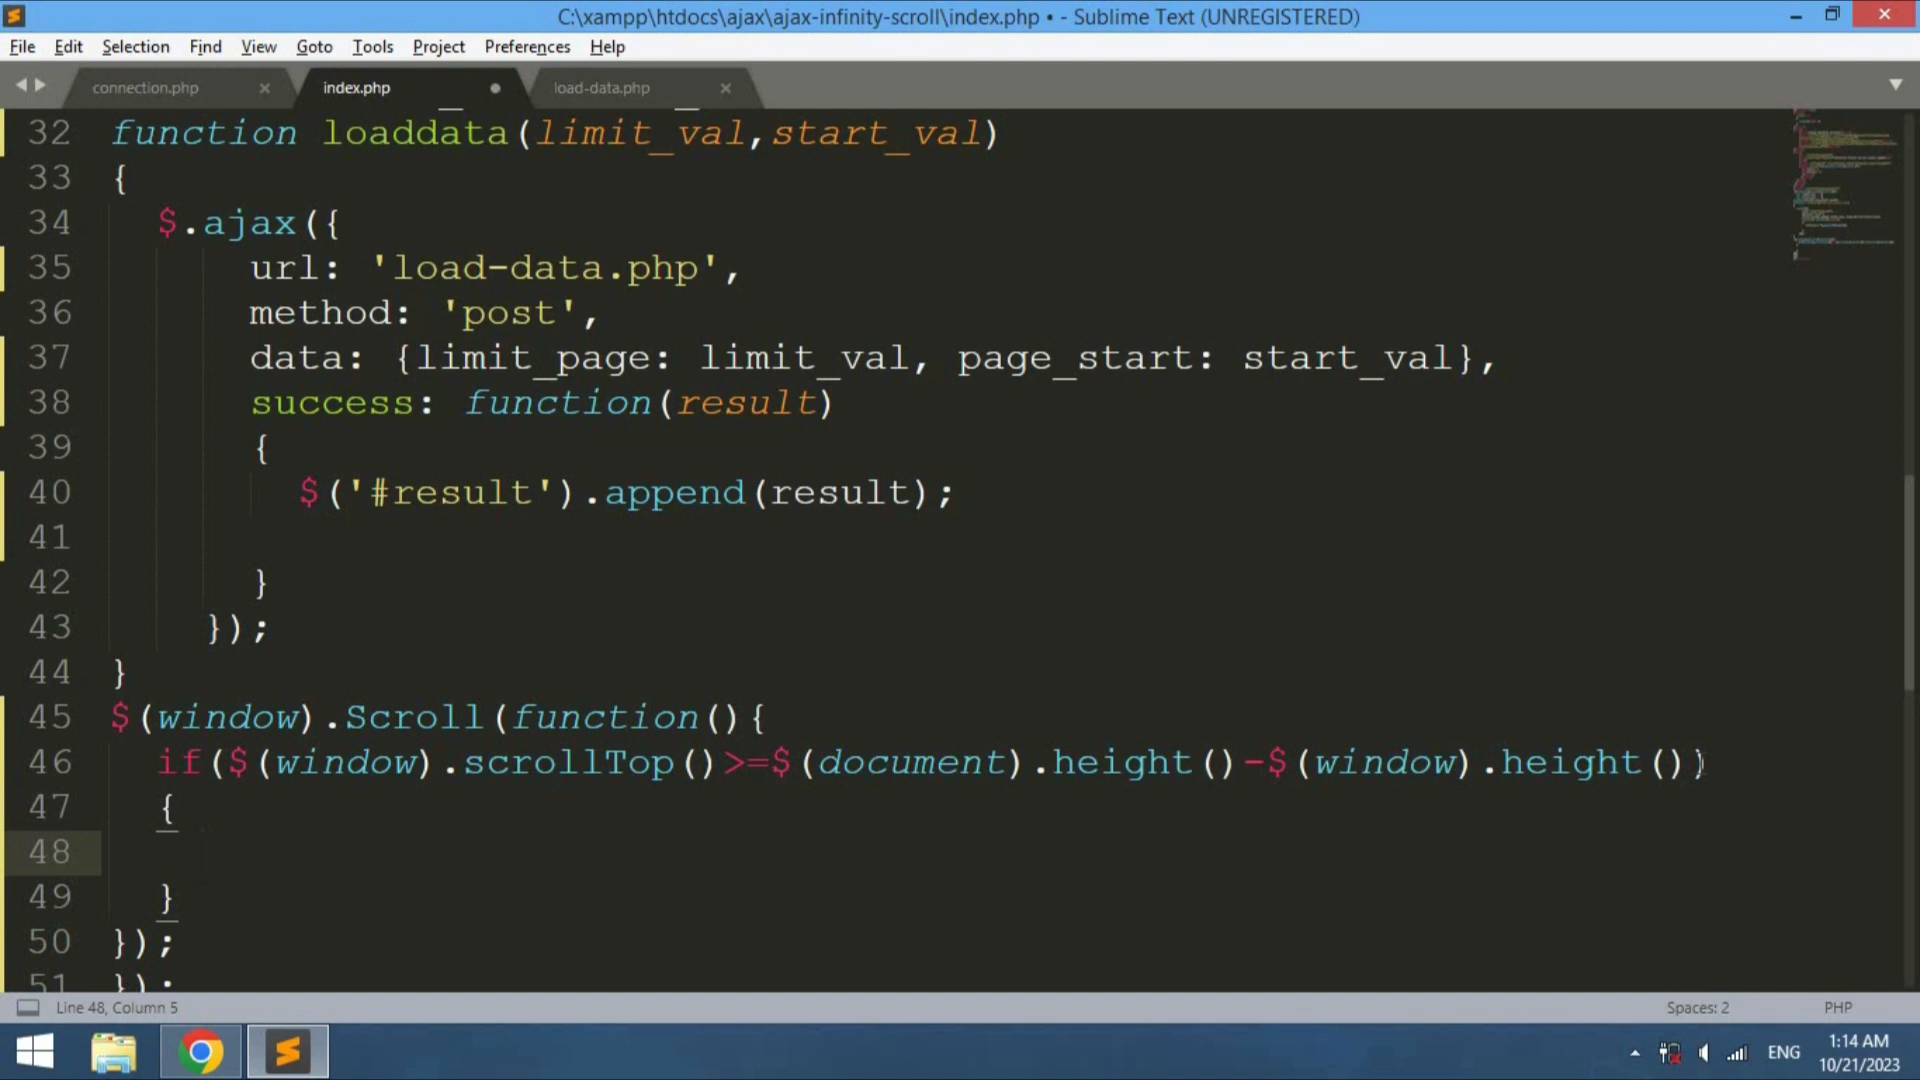 C:\xampp\htdocs\ajax\ajax-infinity-scroll\index.php • - Sublime Text (UNREGISTERED)
File Edit Selection Find View Goto Tools Project Preferences Help
connection.php × index.php load-data.php ×
32 function loaddata(limit_val,start_val)
33 {
34 $.ajax({
35 url: 'load-data.php',
36 method: 'post',
37 data: {limit_page: limit_val, page_start: start_val},
38 success: function(result)
39 {
40 $('#result').append(result);
41
42 }
43 });
44 }
45 $(window).Scroll(function(){
46 if($(window).scrollTop()>=$(document).height()-$(window).height())
47 {
48
49 }
50 });
51 });
Line 48, Column 5 Spaces: 2 PHP
ENG 1:14 AM
10/21/2023